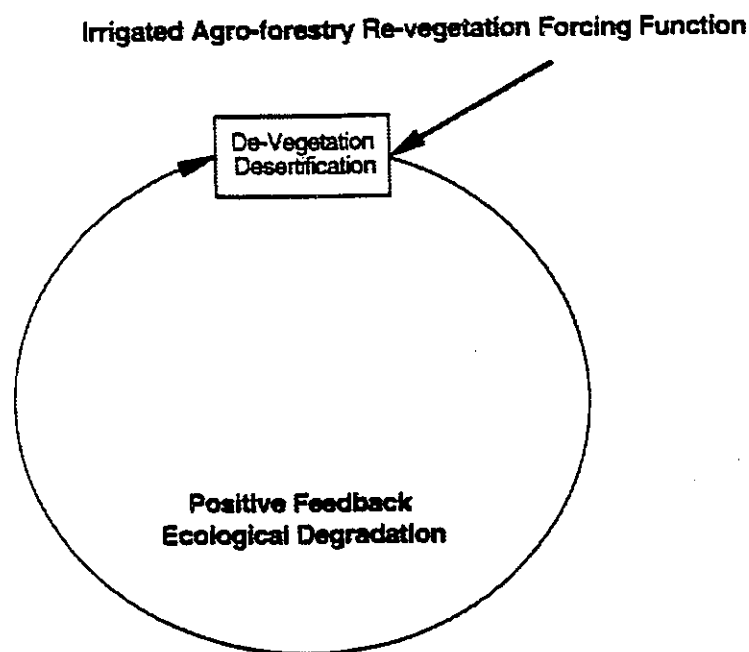 Irrigated Agro-forestry Re-vegetation Forcing Function
De-Vegetation
Desertification
Positive Feedback
Ecological Degradation